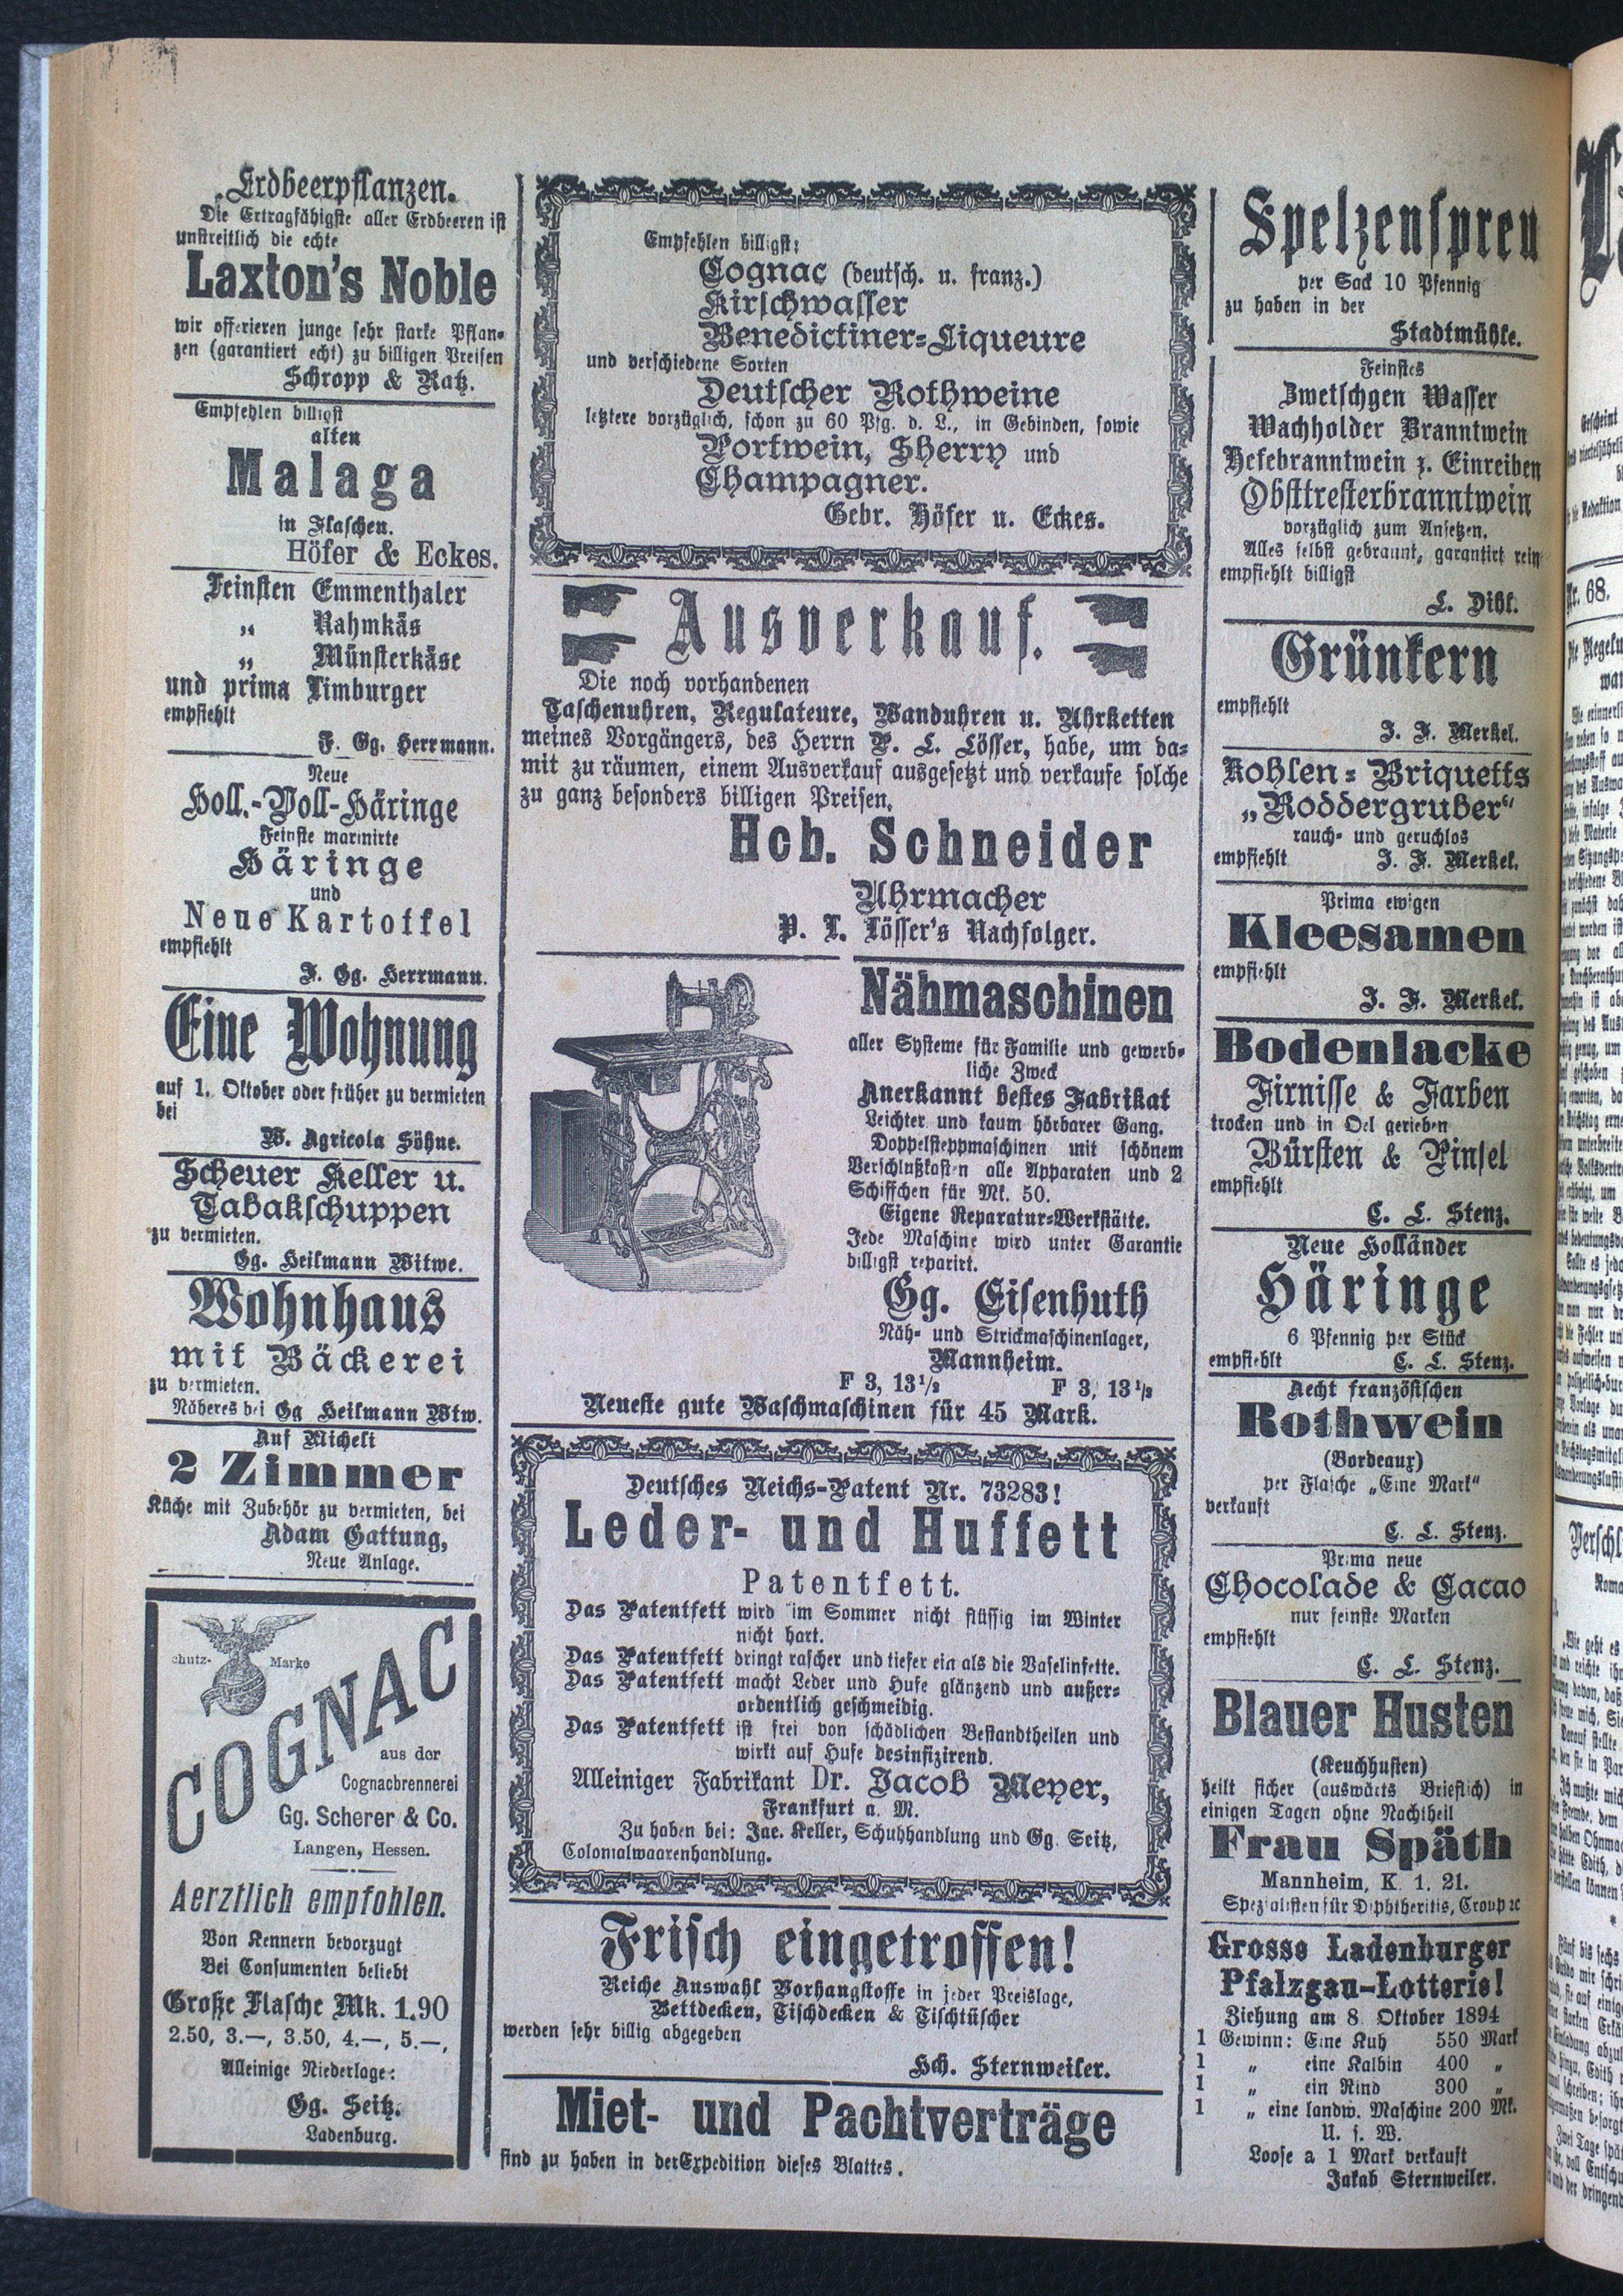 Erdbeerpflanzen.
Die Ertragfähigste aller Erdbeeren ist
unstreitlich die echte
Laxton's Noble
wir offerieren junge sehr starke Pflan-
zen (garantiert echt) zu billigen Preisen
Schropp & Ratz.
Empfehlen billigst
alten
Malaga
in Flaschen.
Höfer & Eckes.
Feinsten Emmenthaler
„ Rahmkäs
„ Münsterkäse
und prima Limburger
empfiehlt
F. Gg. Herrmann.
Neue
Holl.-Voll-Häringe
Feinste marinirte
Häringe
und
Neue Kartoffel
empfiehlt
J. Gg. Herrmann.
Eine Wohnung
auf 1. Oktober oder früher zu vermieten
bei
W. Agricola Söhne.
Scheuer Keller u.
Tabakschuppen
zu vermieten.
Gg. Heilmann Witwe.
Wohnhaus
mit Bäckerei
zu vermieten.
Näheres bei Gg Heilmann Wtw.
Auf Micheli
2 Zimmer
Küche mit Zubehör zu vermieten, bei
Adam Gattung,
Neue Anlage.
chutz- Marke
COGNAC
aus der
Cognacbrennerei
Gg. Scherer & Co.
Langen, Hessen.
Aerztlich empfohlen.
Von Kennern bevorzugt
Bei Consumenten beliebt
Große Flasche Mk. 1.90
2.50, 3.—, 3.50, 4.—, 5.—,
Alleinige Niederlage:
Gg. Seitz.
Ladenburg.
Empfehlen billigst:
Cognac (deutsch. u. franz.)
Kirschwasser
Benedictiner-Liqueure
und verschiedene Sorten
Deutscher Rothweine
letztere vorzüglich, schon zu 60 Pfg. d. L., in Gebinden, sowie
Portwein, Sherry und
Champagner.
Gebr. Höfer u. Eckes.
Ausverkauf.
Die noch vorhandenen
Taschenuhren, Regulateure, Wanduhren u. Uhrketten
meines Vorgängers, des Herrn P. L. Lösser, habe, um da-
mit zu räumen, einem Ausverkauf ausgesetzt und verkaufe solche
zu ganz besonders billigen Preisen.
Hch. Schneider
Uhrmacher
P. L. Lösser's Nachfolger.
Nähmaschinen
aller Systeme für Familie und gewerb-
liche Zweck
Anerkannt bestes Fabrikat
Leichter und kaum hörbarer Gang.
Doppelsteppmaschinen mit schönem
Verschlußkasten alle Apparaten und 2
Schiffchen für Mk. 50.
Eigene Reparatur-Werkstätte.
Jede Maschine wird unter Garantie
billigst reparirt.
Gg. Eisenhuth
Näh- und Strickmaschinenlager,
Mannheim.
F 3, 13½ F 3, 13½
Neueste gute Waschmaschinen für 45 Mark.
Deutsches Reichs-Patent Nr. 73283!
Leder- und Huffett
Patentfett.
Das Patentfett wird im Sommer nicht flüssig im Winter
nicht hart.
Das Patentfett dringt rascher und tiefer ein als die Vaselinfette.
Das Patentfett macht Leder und Hufe glänzend und außer-
ordentlich geschmeidig.
Das Patentfett ist frei von schädlichen Bestandtheilen und
wirkt auf Hufe desinfizirend.
Alleiniger Fabrikant Dr. Jacob Meyer,
Frankfurt a. M.
Zu haben bei: Jac. Keller, Schuhhandlung und Gg. Seitz,
Colonialwaarenhandlung.
Frisch eingetroffen!
Reiche Auswahl Vorhangstoffe in jeder Preislage,
Bettdecken, Tischdecken & Tischtücher
werden sehr billig abgegeben
Hch. Sternweiler.
Miet- und Pachtverträge
sind zu haben in der Expedition dieses Blattes.
Spelzenspreu
per Sack 10 Pfennig
zu haben in der
Stadtmühle.
Feinstes
Zwetschgen Wasser
Wachholder Branntwein
Hefebranntwein z. Einreiben
Obsttresterbranntwein
vorzüglich zum Ansetzen.
Alles selbst gebrannt, garantirt rein
empfiehlt billigst
L. Dihl.
Grünkern
empfiehlt
J. F. Merkel.
Kohlen-Briquetts
„Roddergruber“
rauch- und geruchlos
empfiehlt J. F. Merkel.
Prima ewigen
Kleesamen
empfiehlt
J. F. Merkel.
Bodenlacke
Firnisse & Farben
trocken und in Oel gerieben
Bürsten & Pinsel
empfiehlt
C. L. Stenz.
Neue Holländer
Häringe
6 Pfennig per Stück
empfiehlt C. L. Stenz.
Aecht französischen
Rothwein
(Bordeaux)
per Flasche „Eine Mark“
verkauft
C. L. Stenz.
Prima neue
Chocolade & Cacao
nur feinste Marken
empfiehlt
C. L. Stenz.
Blauer Husten
(Keuchhusten)
heilt sicher (auswärts Brieflich) in
einigen Tagen ohne Nachtheil
Frau Späth
Mannheim, K. 1. 21.
Spezialisten für Diphtheritis, Croup ꝛc
Grosse Ladenburger
Pfalzgau-Lotterie!
Ziehung am 8. Oktober 1894
1 Gewinn: Eine Kuh 550 Mark
1 „ eine Kalbin 400 „
1 „ ein Rind 300 „
1 „ eine landw. Maschine 200 Mk.
U. s. W.
Loose a 1 Mark verkauft
Jakob Sternweiler.
Nr. 68.